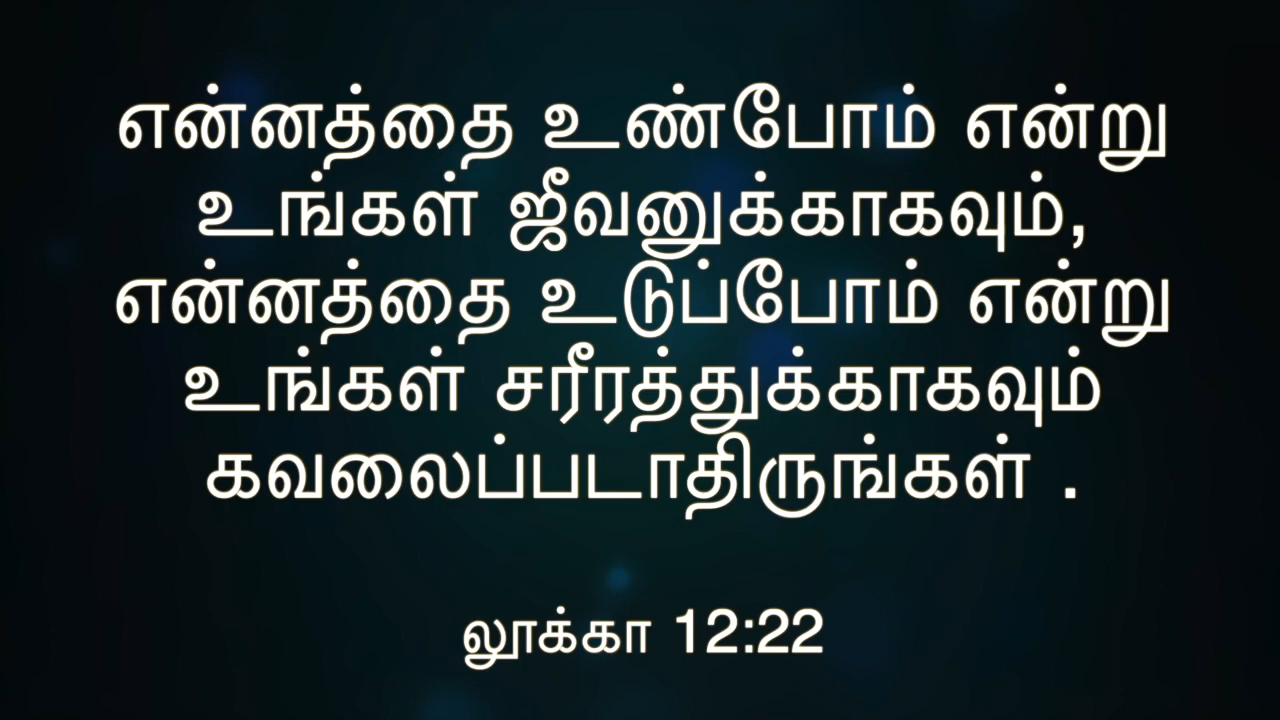 என்னத்தை உண்போம் என்று
உங்கள் ஜீவனுக்காகவும்,
என்னத்தை உடுப்போம் என்று
உங்கள் சரீரத்துக்காகவும்
கவலைப்படாதிருங்கள் .
லூக்கா 12:22